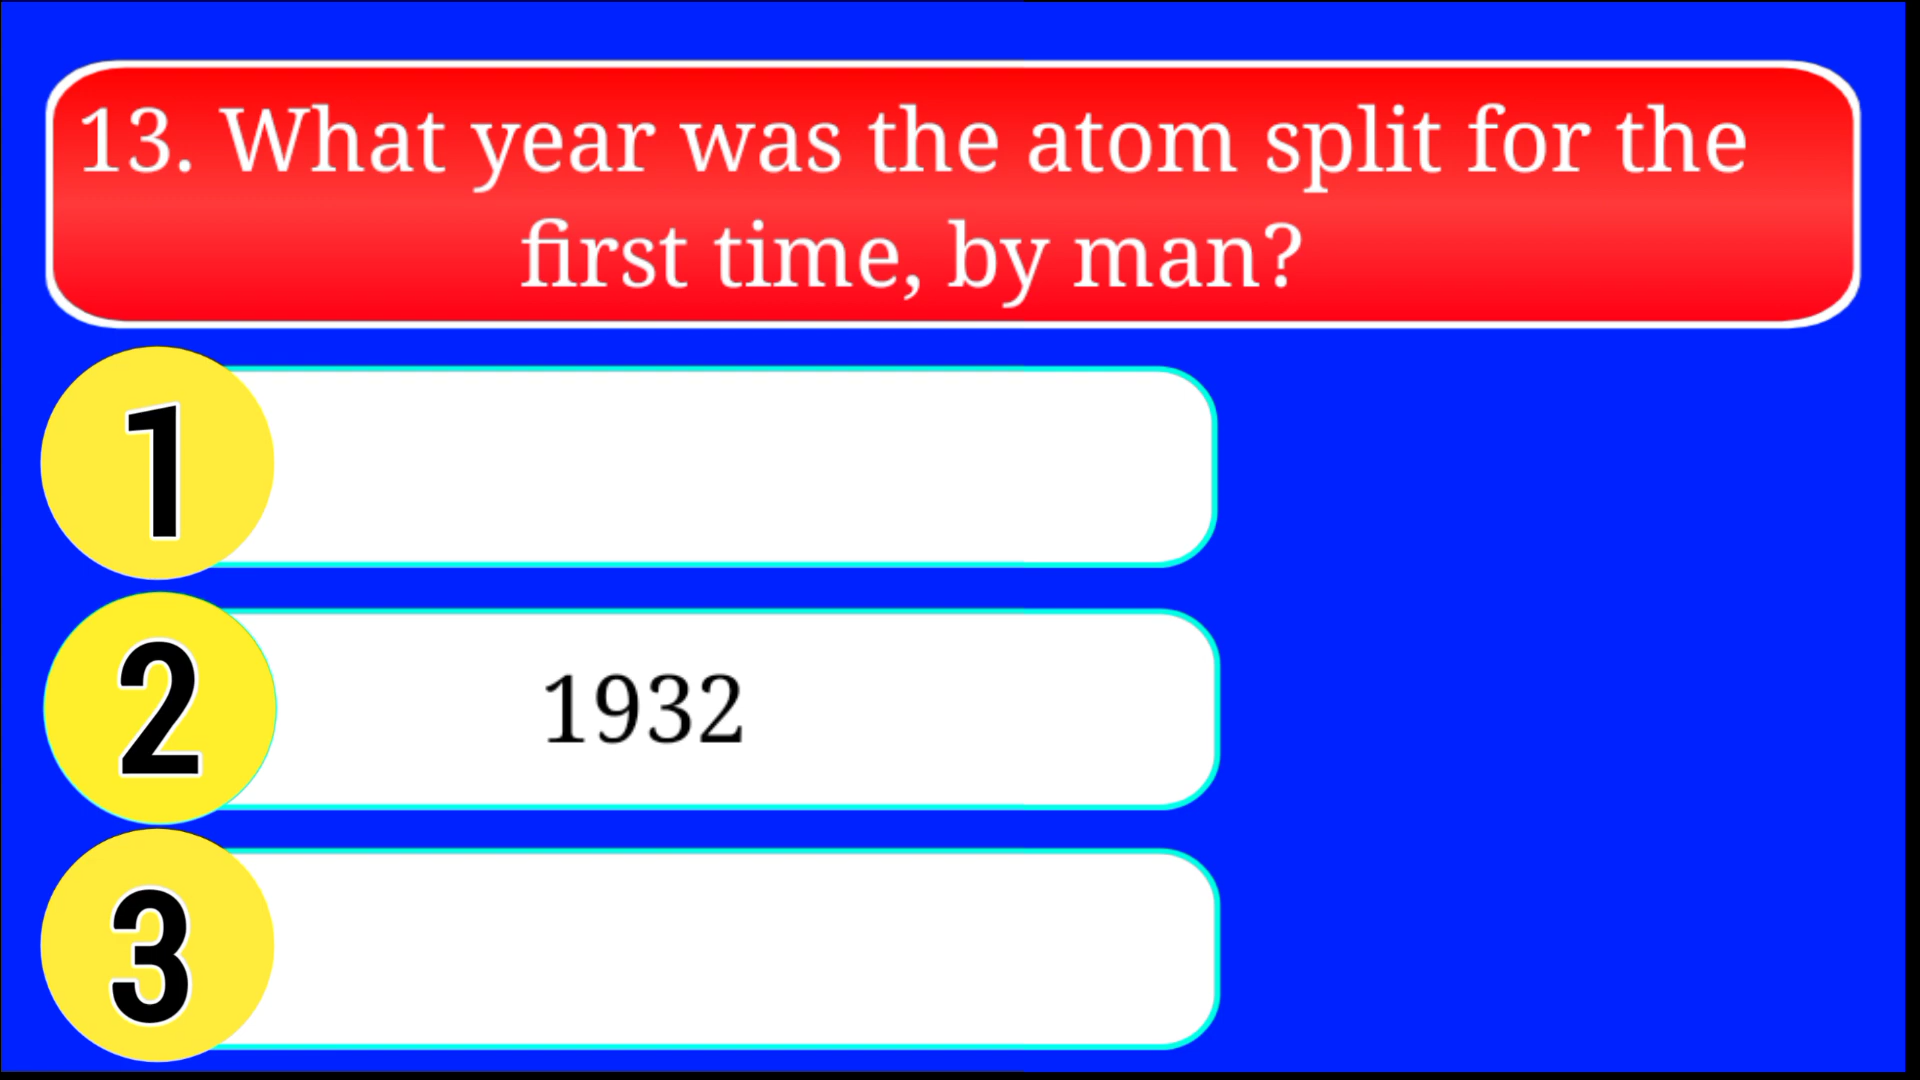 13. What year was the atom split for the
first time, by man?
1
2
1932
3